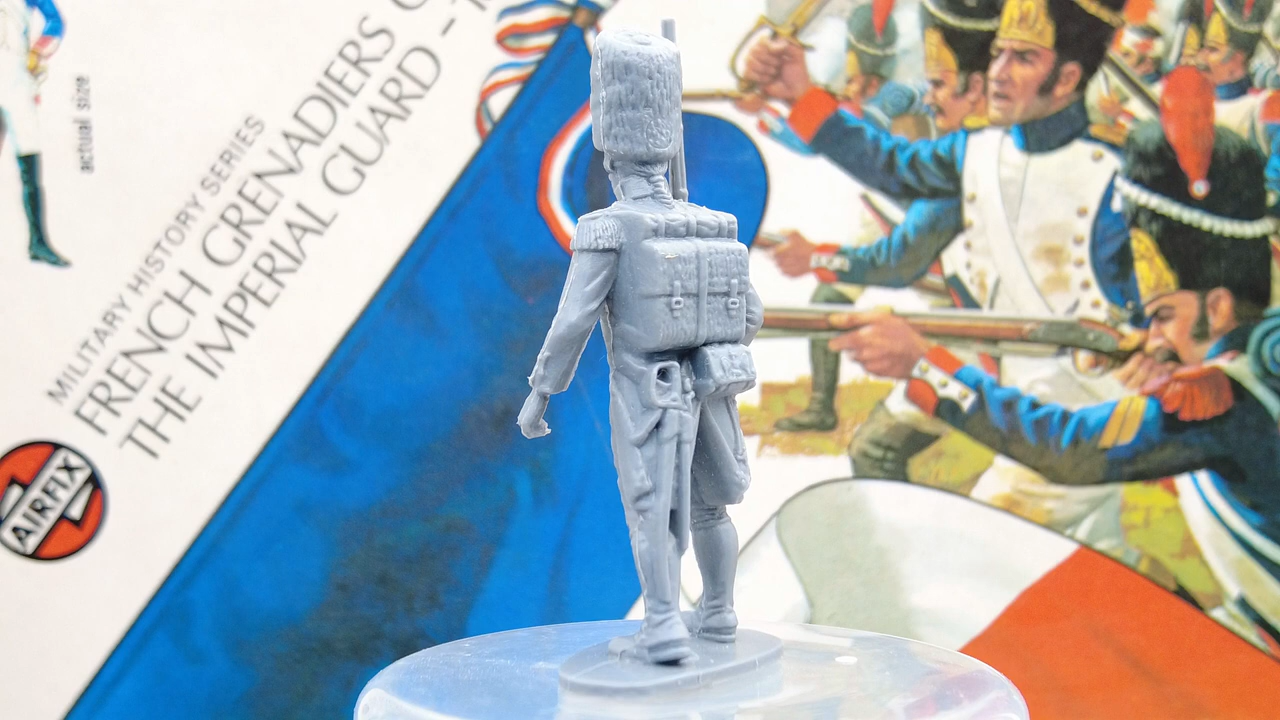 actual size
MILITARY HISTORY SERIES
FRENCH GRENADIERS
THE IMPERIAL GUARD –
AIRFIX